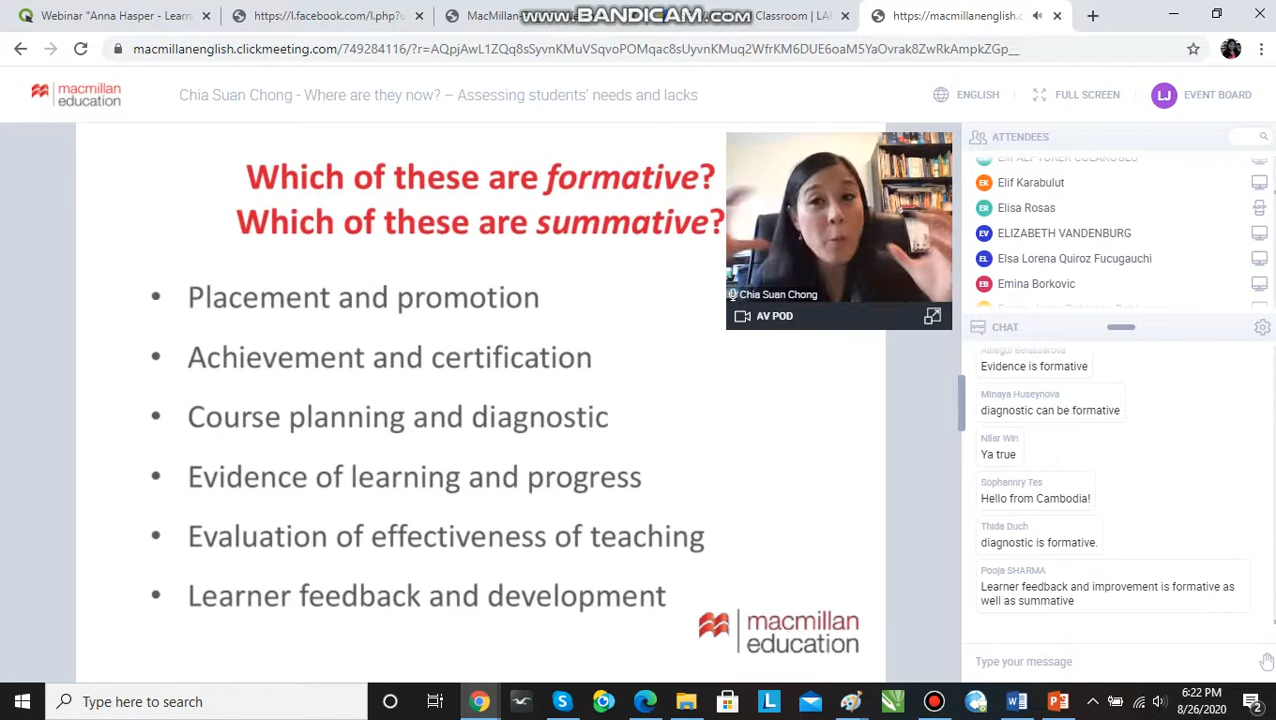 Webinar "Anna Hasper - Learn
https://l.facebook.com/l.php?
MacMillan
www.BANDICAM.com
Classroom | LA
https://macmillanenglish.c
macmillanenglish.clickmeeting.com/749284116/?r=AQpjAwL1ZQq8sSyvnKMuVSqvoPOMqac8sUyvnKMuq2WfrKM6DUE6oaM5YaOvrak8ZwRkAmpkZGp__
macmillan
education
Chia Suan Chong - Where are they now? – Assessing students' needs and lacks
ENGLISH
FULL SCREEN
LJ
EVENT BOARD
Which of these are formative?
Which of these are summative?
• Placement and promotion
• Achievement and certification
• Course planning and diagnostic
• Evidence of learning and progress
• Evaluation of effectiveness of teaching
• Learner feedback and development
macmillan
education
Chia Suan Chong
AV POD
ATTENDEES
EK Elif Karabulut
ER Elisa Rosas
EV ELIZABETH VANDENBURG
EL Elsa Lorena Quiroz Fucugauchi
EB Emina Borkovic
CHAT
Evidence is formative
Minaya Huseynova
diagnostic can be formative
Nilar Win
Ya true
Sophannry Tes
Hello from Cambodia!
Thida Duch
diagnostic is formative.
Pooja SHARMA
Learner feedback and improvement is formative as
well as summative
Type your message
Type here to search
6:22 PM
8/26/2020
2